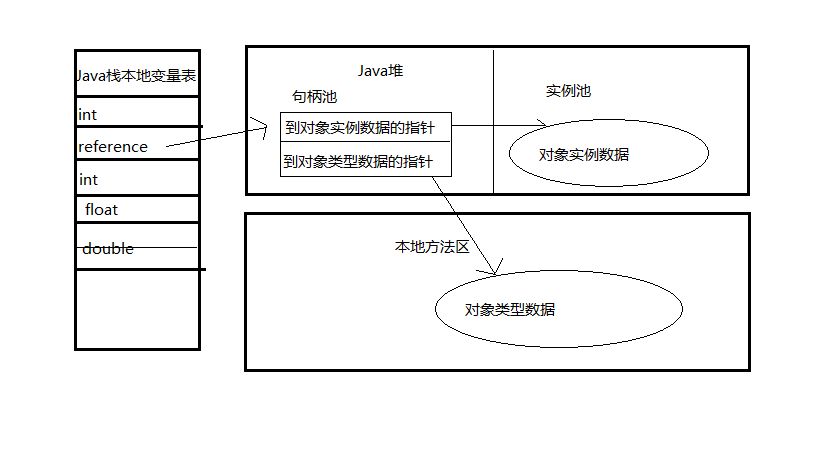 Java栈本地变量表
int
reference
int
float
double
Java堆
句柄池
到对象实例数据的指针
到对象类型数据的指针
实例池
对象实例数据
本地方法区
对象类型数据